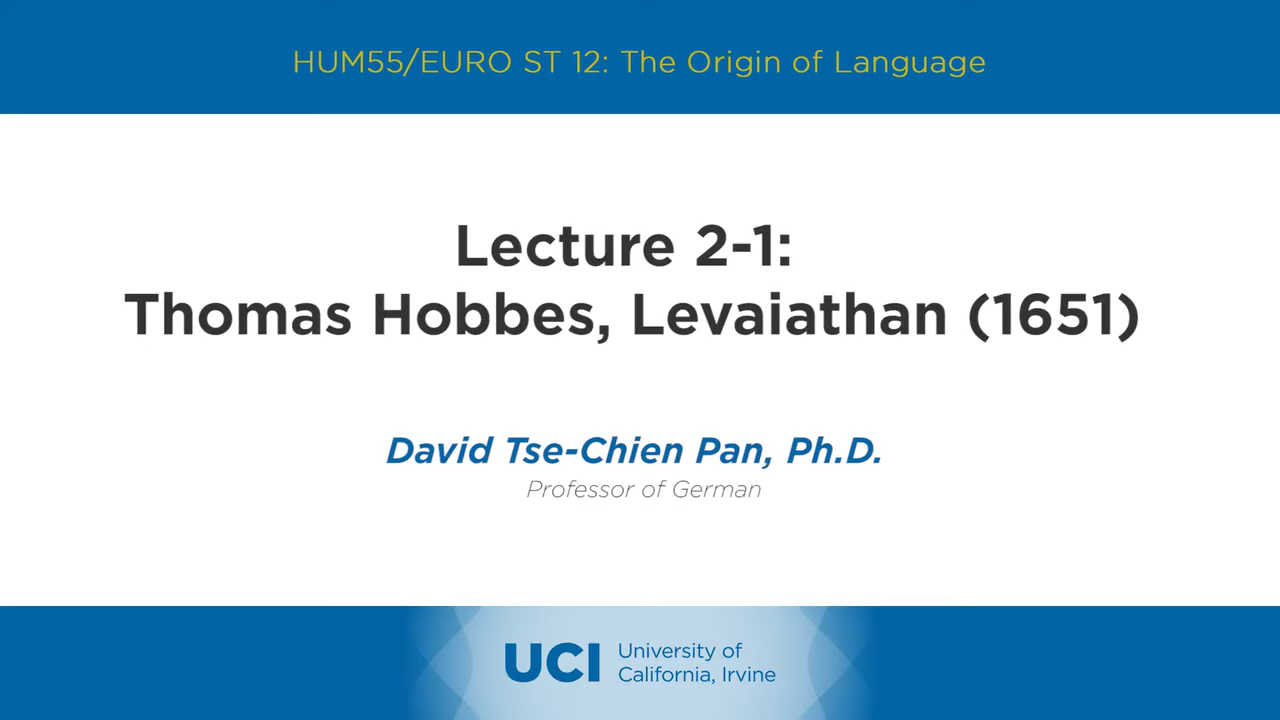 HUM55/EURO ST 12: The Origin of Language
Lecture 2-1:
Thomas Hobbes, Levaiathan (1651)
David Tse-Chien Pan, Ph.D.
Professor of German
UCI
University of
California, Irvine